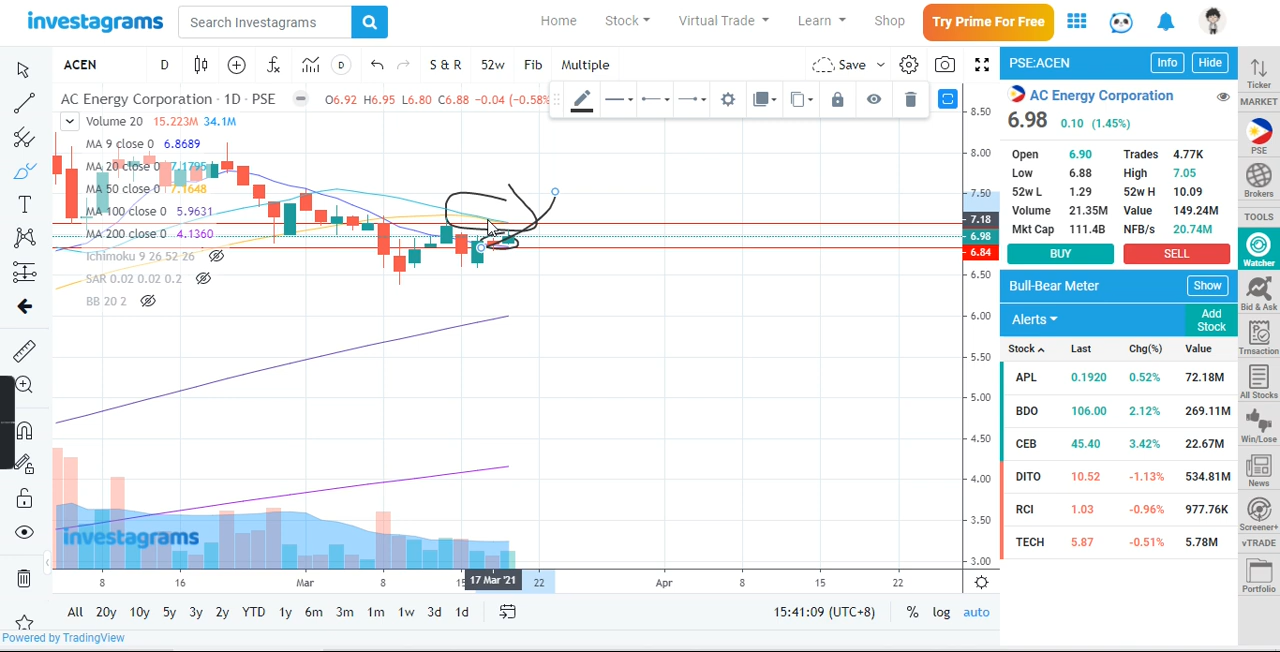 investagrams Search Investagrams Home Stock Virtual Trade Learn Shop Try Prime For Free
ACEN D D S & R 52w Fib Multiple Save
AC Energy Corporation · 1D · PSE O6.92 H6.95 L6.80 C6.88 -0.04 (-0.58%
Volume 20 15.223M 34.1M
MA 9 close 0 6.8689
MA 20 close 0 7.1795
MA 50 close 0 7.1648
MA 100 close 0 5.9631
MA 200 close 0 4.1360
Ichimoku 9 26 52 26
SAR 0.02 0.02 0.2
BB 20 2
investagrams
8.50
8.00
7.50
7.18
6.98
6.84
6.50
6.00
5.50
5.00
4.50
4.00
3.50
3.00
8 16 Mar 8 15 17 Mar '21 22 Apr 8 15 22
All 20y 10y 5y 3y 2y YTD 1y 6m 3m 1m 1w 3d 1d 15:41:09 (UTC+8) % log auto
Powered by TradingView
PSE:ACEN Info Hide
AC Energy Corporation
6.98 0.10 (1.45%)
Open 6.90 Trades 4.77K
Low 6.88 High 7.05
52w L 1.29 52w H 10.09
Volume 21.35M Value 149.24M
Mkt Cap 111.4B NFB/s 20.74M
BUY SELL
Bull-Bear Meter Show
Alerts Add Stock
Stock Last Chg(%) Value
APL 0.1920 0.52% 72.18M
BDO 106.00 2.12% 269.11M
CEB 45.40 3.42% 22.67M
DITO 10.52 -1.13% 534.81M
RCI 1.03 -0.96% 977.76K
TECH 5.87 -0.51% 5.78M
Ticker
MARKET
PSE
Brokers
TOOLS
Watcher
Bid & Ask
Trnsaction
All Stocks
Win/Lose
News
Screener+
vTRADE
Portfolio